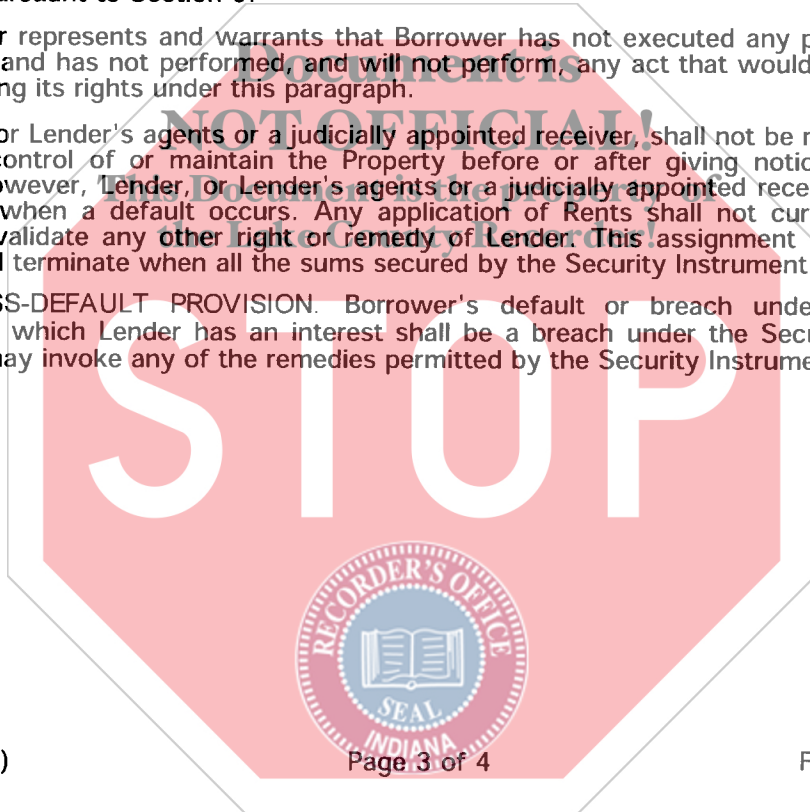 r represents and warrants that Borrower has not executed any p
and has not performed, and will not perform, any act that would
ng its rights under this paragraph.
or Lender's agents or a judicially appointed receiver, shall not be r
control of or maintain the Property before or after giving notic
owever, Lender, or Lender's agents or a judicially appointed rece
when a default occurs. Any application of Rents shall not cur
validate any other right or remedy of Lender. This assignment
l terminate when all the sums secured by the Security Instrument
SS-DEFAULT PROVISION. Borrower's default or breach unde
which Lender has an interest shall be a breach under the Secu
may invoke any of the remedies permitted by the Security Instrume
Document is
NOT OFFICIAL!
This Document is the property of
the Lake County Recorder!
STOP
RECORDER'S OFFICE
SEAL
INDIANA
)
Page 3 of 4
F